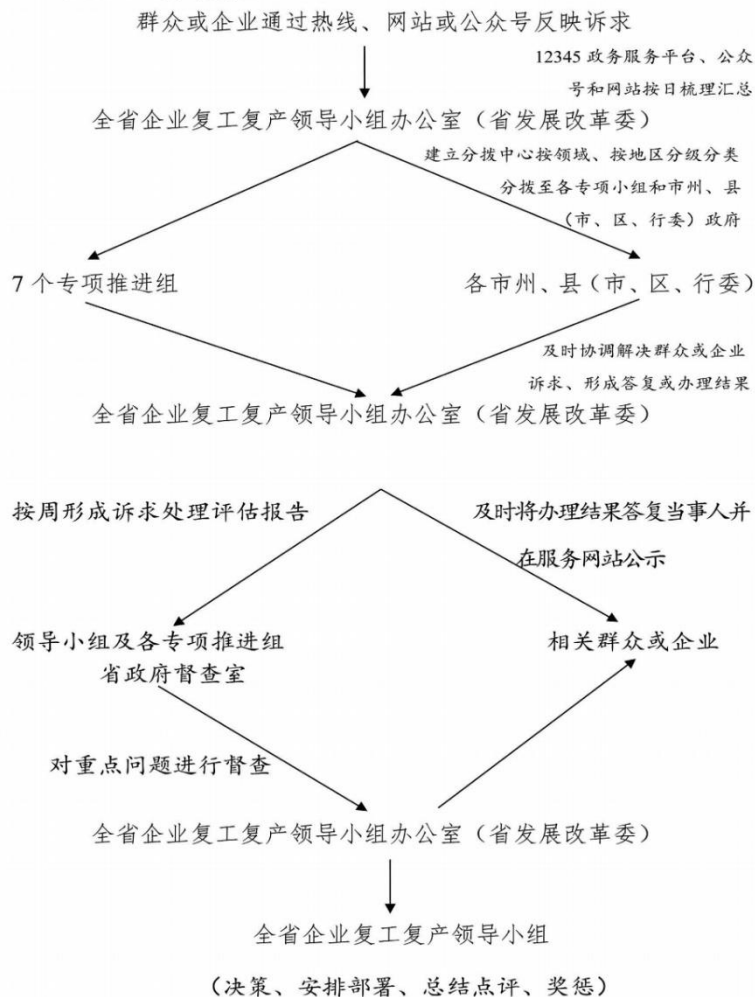 群众或企业通过热线、网站或公众号反映诉求
12345 政务服务平台、公众
号和网站按日梳理汇总
全省企业复工复产领导小组办公室（省发展改革委）
建立分拨中心按领域、按地区分级分类
分拨至各专项小组和市州、县
（市、区、行委）政府
7 个专项推进组
各市州、县（市、区、行委）
及时协调解决群众或企业
诉求、形成答复或办理结果
全省企业复工复产领导小组办公室（省发展改革委）
按周形成诉求处理评估报告
及时将办理结果答复当事人并
在服务网站公示
领导小组及各专项推进组
省政府督查室
相关群众或企业
对重点问题进行督查
全省企业复工复产领导小组办公室（省发展改革委）
全省企业复工复产领导小组
（决策、安排部署、总结点评、奖惩）